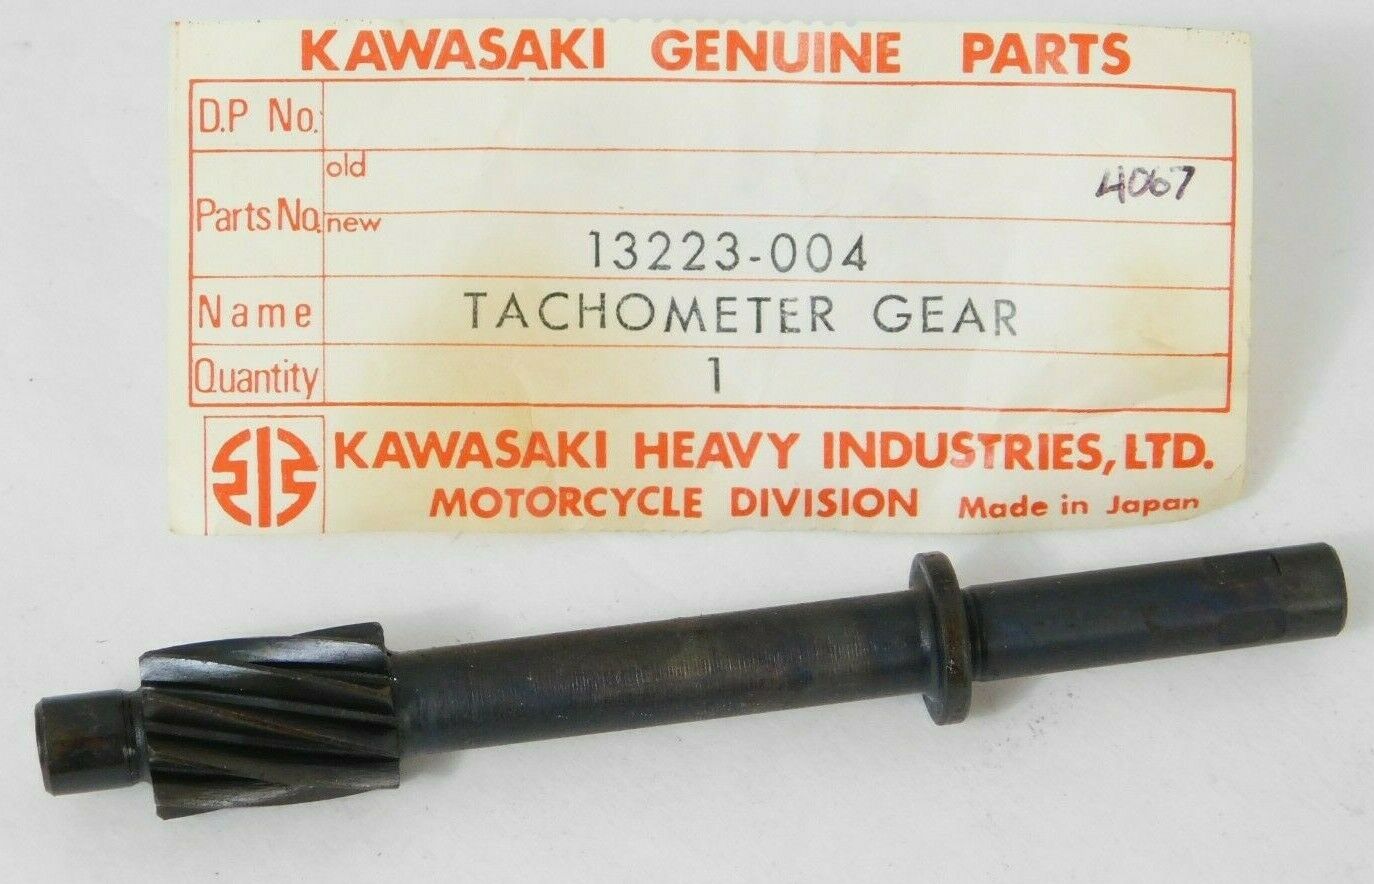 KAWASAKI GENUINE PARTS
D.P No.
old
4067
Parts No. new
13223-004
Name TACHOMETER GEAR
Quantity 1
KAWASAKI HEAVY INDUSTRIES, LTD.
MOTORCYCLE DIVISION Made in Japan